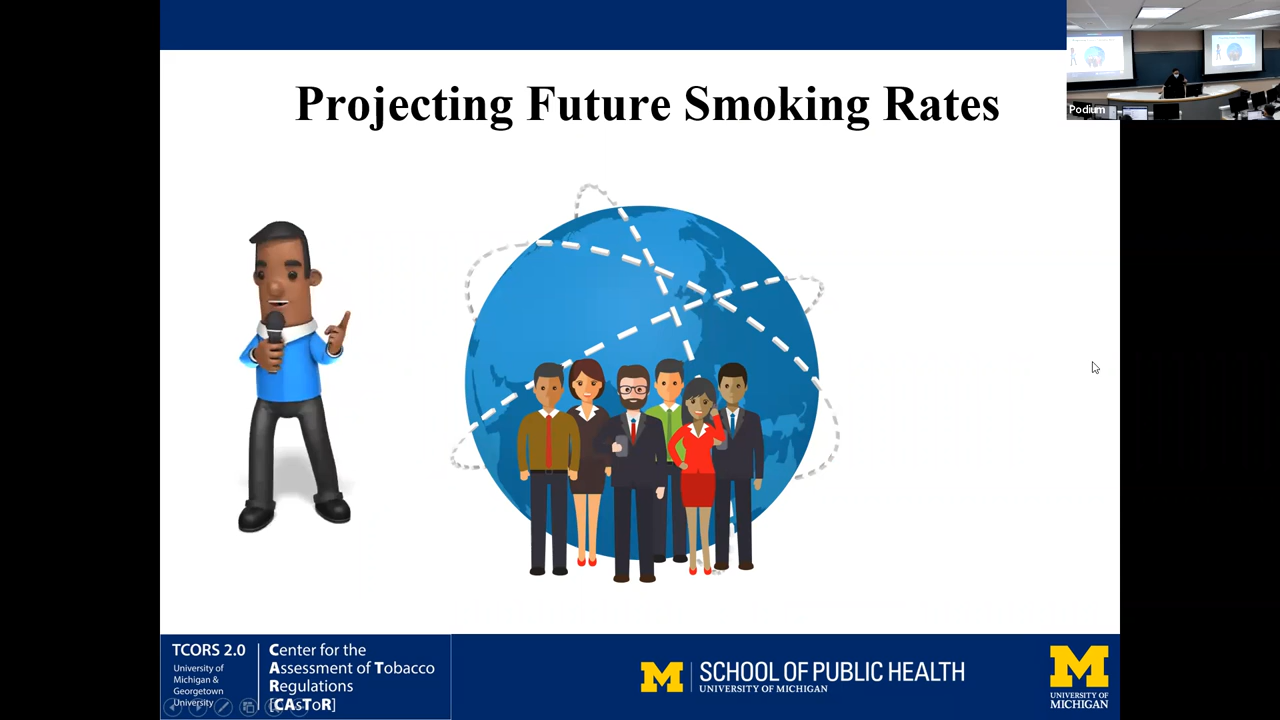 Projecting Future Smoking Rates
Podium
TCORS 2.0
University of
Michigan &
Georgetown
University
Center for the
Assessment of Tobacco
Regulations
[CAsToR]
M
SCHOOL OF PUBLIC HEALTH
UNIVERSITY OF MICHIGAN
M
UNIVERSITY OF
MICHIGAN